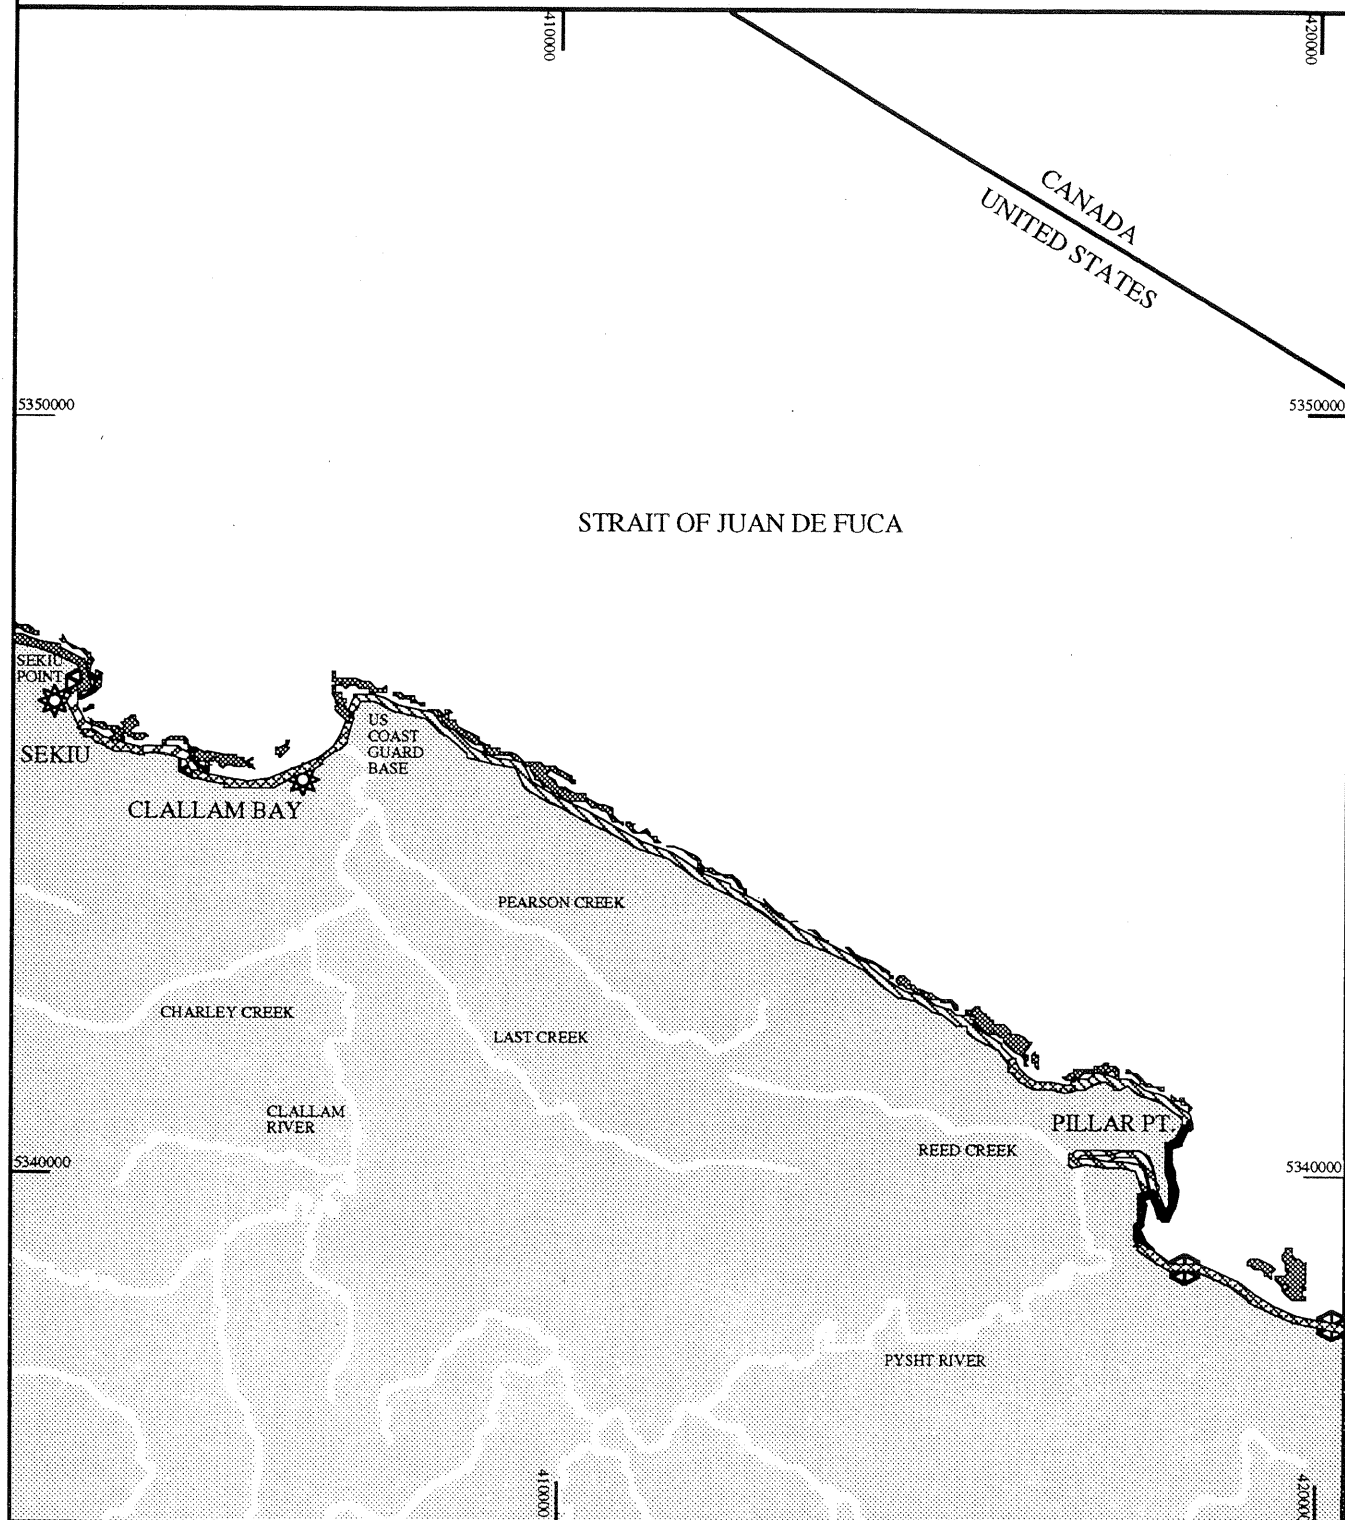 410000
420000
CANADA
UNITED STATES
5350000
5350000
STRAIT OF JUAN DE FUCA
SEKIU
POINT
US
COAST
GUARD
BASE
SEKIU
CLALLAM BAY
PEARSON CREEK
CHARLEY CREEK
LAST CREEK
CLALLAM
RIVER
PILLAR PT.
REED CREEK
5340000
5340000
PYSHT RIVER
410000
420000